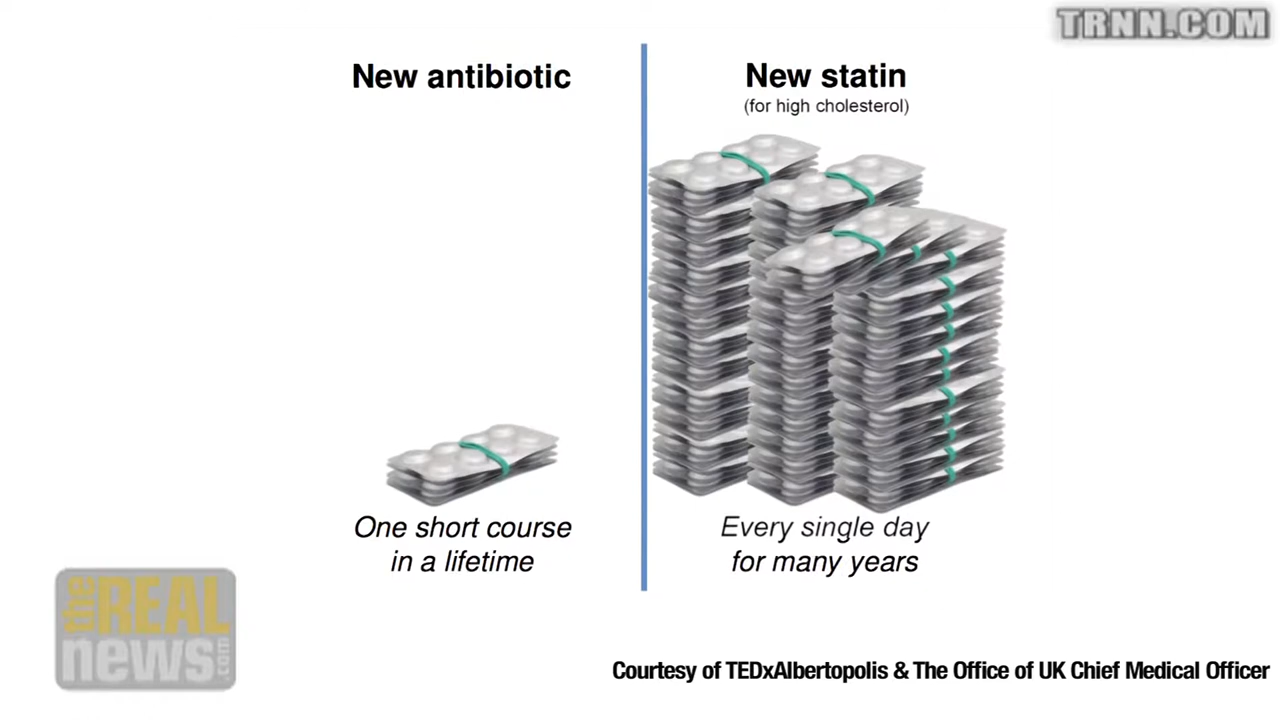 TRNN.COM
New antibiotic
New statin
(for high cholesterol)
One short course
in a lifetime
Every single day
for many years
the REAL
news.com
Courtesy of TEDxAlbertopolis & The Office of UK Chief Medical Officer